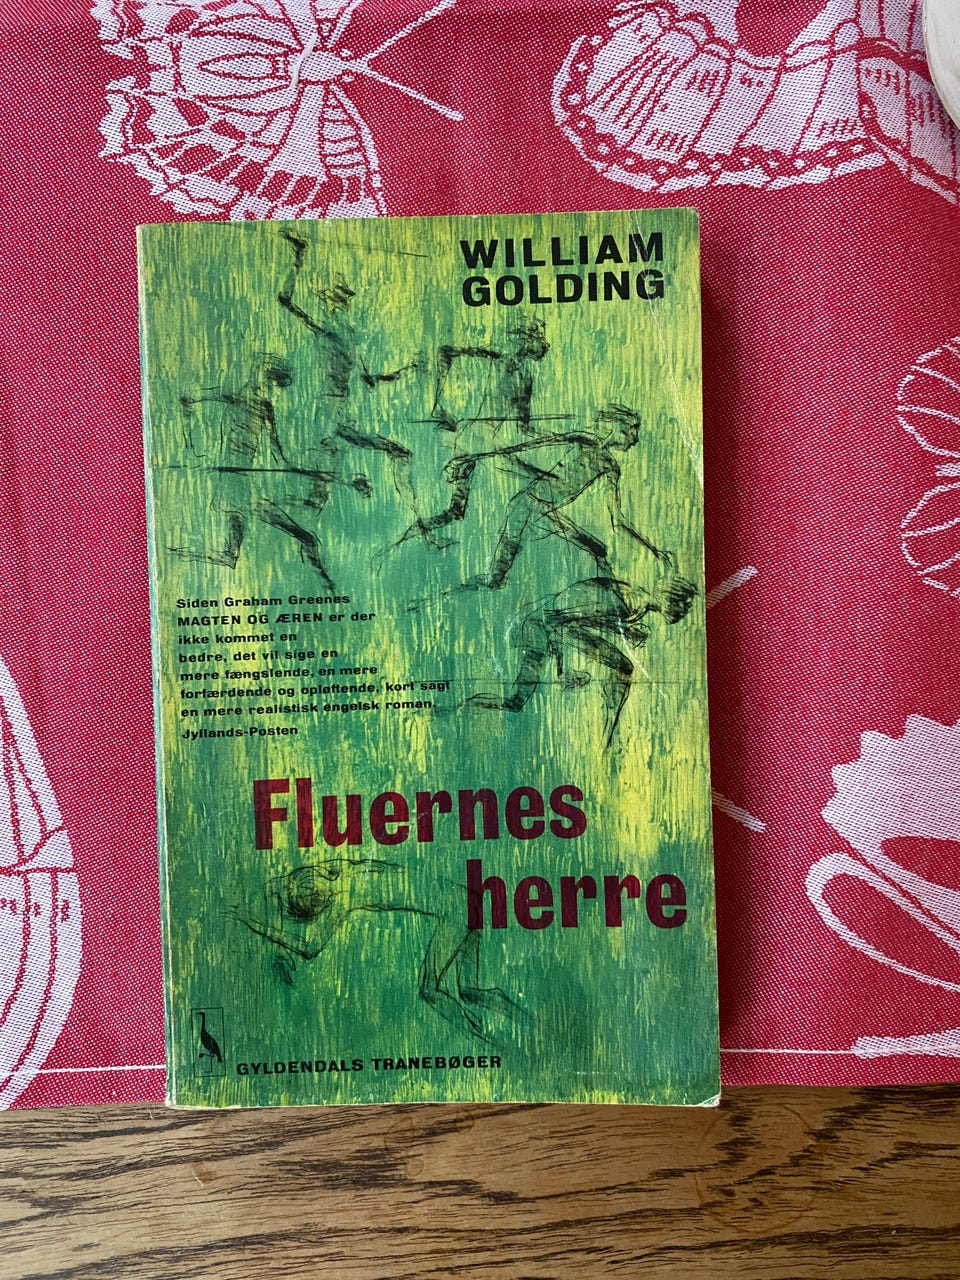 WILLIAM
GOLDING
Siden Graham Greenes
MAGTEN OG ÆREN er der
ikke kommet en
bedre, det vil sige en
mere fængslende, en mere
forfærdende og opløftende, kort sagt
en mere realistisk engelsk roman.
Jyllands-Posten
Fluernes
herre
GYLDENDALS TRANEBØGER